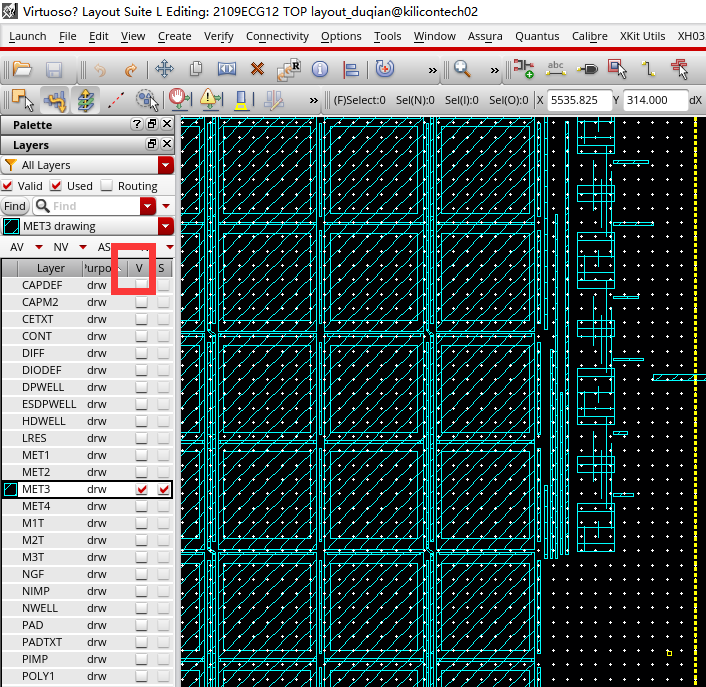 Virtuoso? Layout Suite L Editing: 2109ECG12 TOP layout_duqian@kilicontech02
Launch File Edit View Create Verify Connectivity Options Tools Window Assura Quantus Calibre XKit Utils XH03
» abc »
» (F)Select:0 Sel(N):0 Sel(I):0 Sel(O):0 X 5535.825 Y 314.000 dX
Palette ?
Layers
All Layers
Valid Used Routing
Find Find
MET3 drawing
AV NV AS
Layer Purpo V S
CAPDEF drw
CAPM2 drw
CETXT drw
CONT drw
DIFF drw
DIODEF drw
DPWELL drw
ESDPWELL drw
HDWELL drw
LRES drw
MET1 drw
MET2 drw
MET3 drw
MET4 drw
M1T drw
M2T drw
M3T drw
NGF drw
NIMP drw
NWELL drw
PAD drw
PADTXT drw
PIMP drw
POLY1 drw